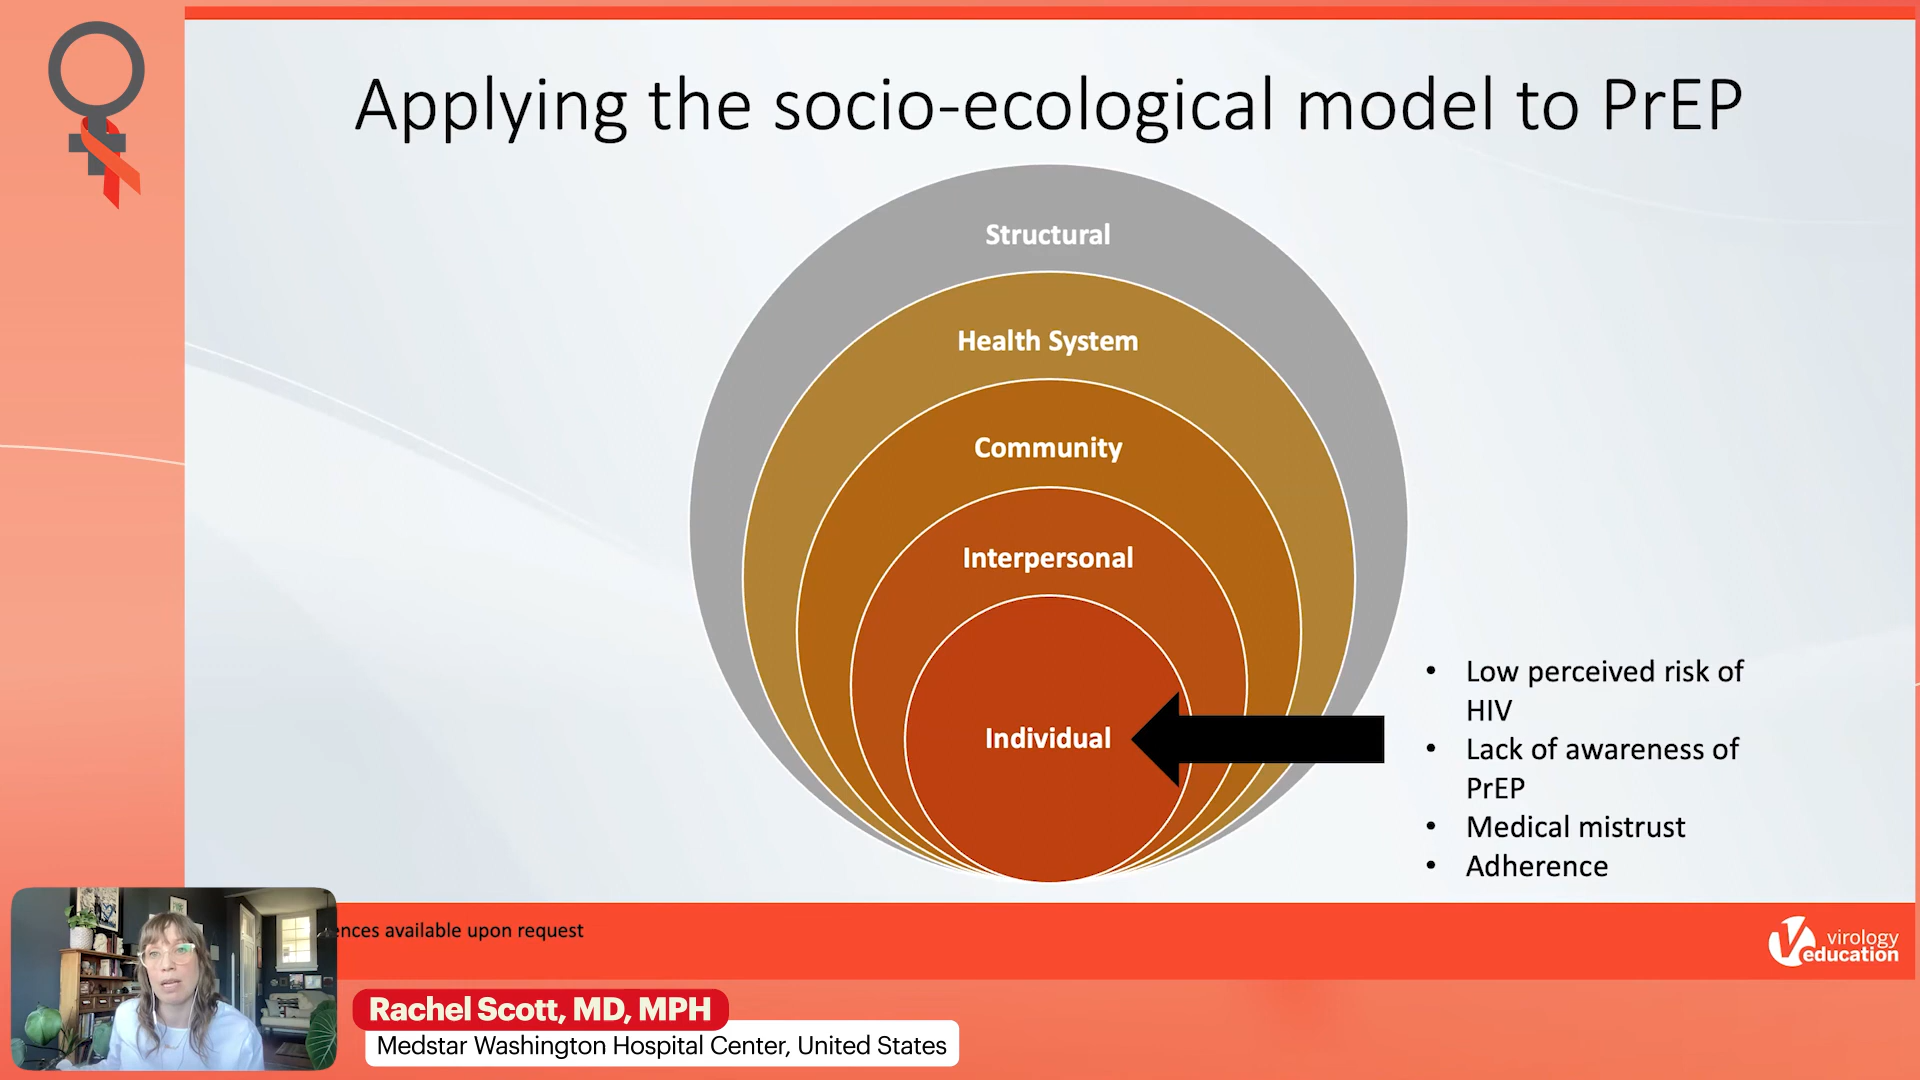 Applying the socio-ecological model to PrEP
Structural
Health System
Community
Interpersonal
Individual
• Low perceived risk of
HIV
• Lack of awareness of
PrEP
• Medical mistrust
• Adherence
available upon request
virology
education
Rachel Scott, MD, MPH
Medstar Washington Hospital Center, United States